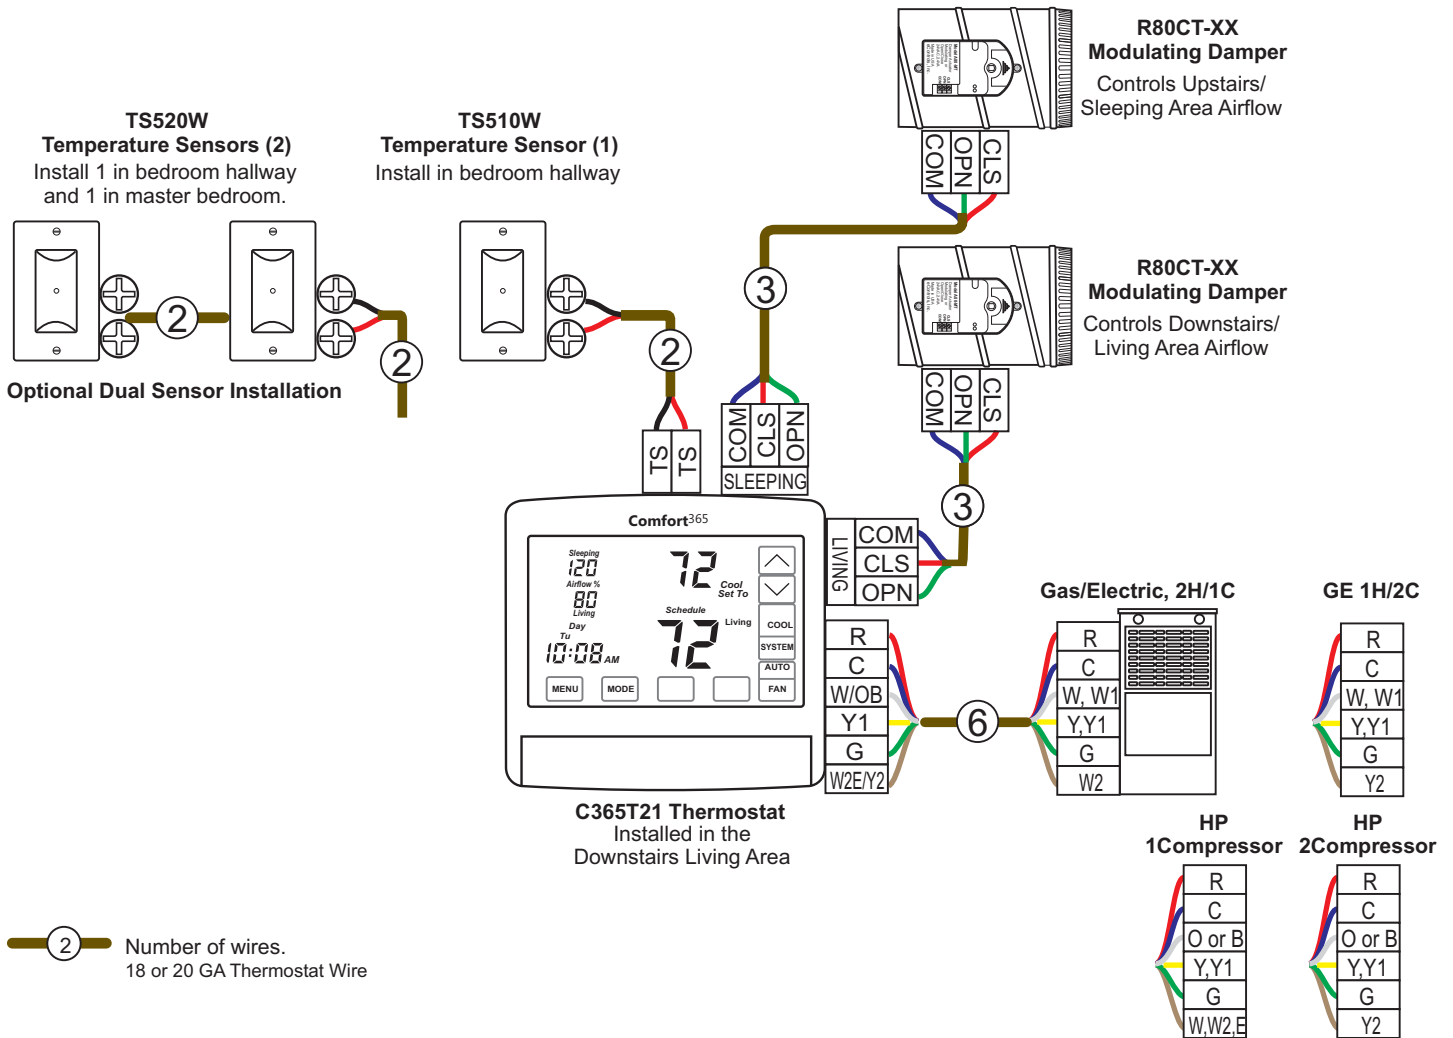 R80CT-XX
Modulating Damper
Controls Upstairs/
Sleeping Area Airflow
COM
OPN
CLS
TS520W
Temperature Sensors (2)
Install 1 in bedroom hallway
and 1 in master bedroom.
TS510W
Temperature Sensor (1)
Install in bedroom hallway
2
2
Optional Dual Sensor Installation
2
3
R80CT-XX
Modulating Damper
Controls Downstairs/
Living Area Airflow
COM
OPN
CLS
3
TS
TS
COM
CLS
OPN
SLEEPING
LIVING
COM
CLS
OPN
Comfort365
Sleeping
120
Airflow %
80
Living
Day
Tu
10:08 AM
72
Cool
Set To
Schedule
72
Living
COOL
SYSTEM
AUTO
FAN
MENU
MODE
R
C
W/OB
Y1
G
W2E/Y2
6
Gas/Electric, 2H/1C
R
C
W, W1
Y,Y1
G
W2
GE 1H/2C
R
C
W, W1
Y,Y1
G
Y2
C365T21 Thermostat
Installed in the
Downstairs Living Area
HP
1Compressor
R
C
O or B
Y,Y1
G
W,W2,E
HP
2Compressor
R
C
O or B
Y,Y1
G
Y2
2
Number of wires.
18 or 20 GA Thermostat Wire